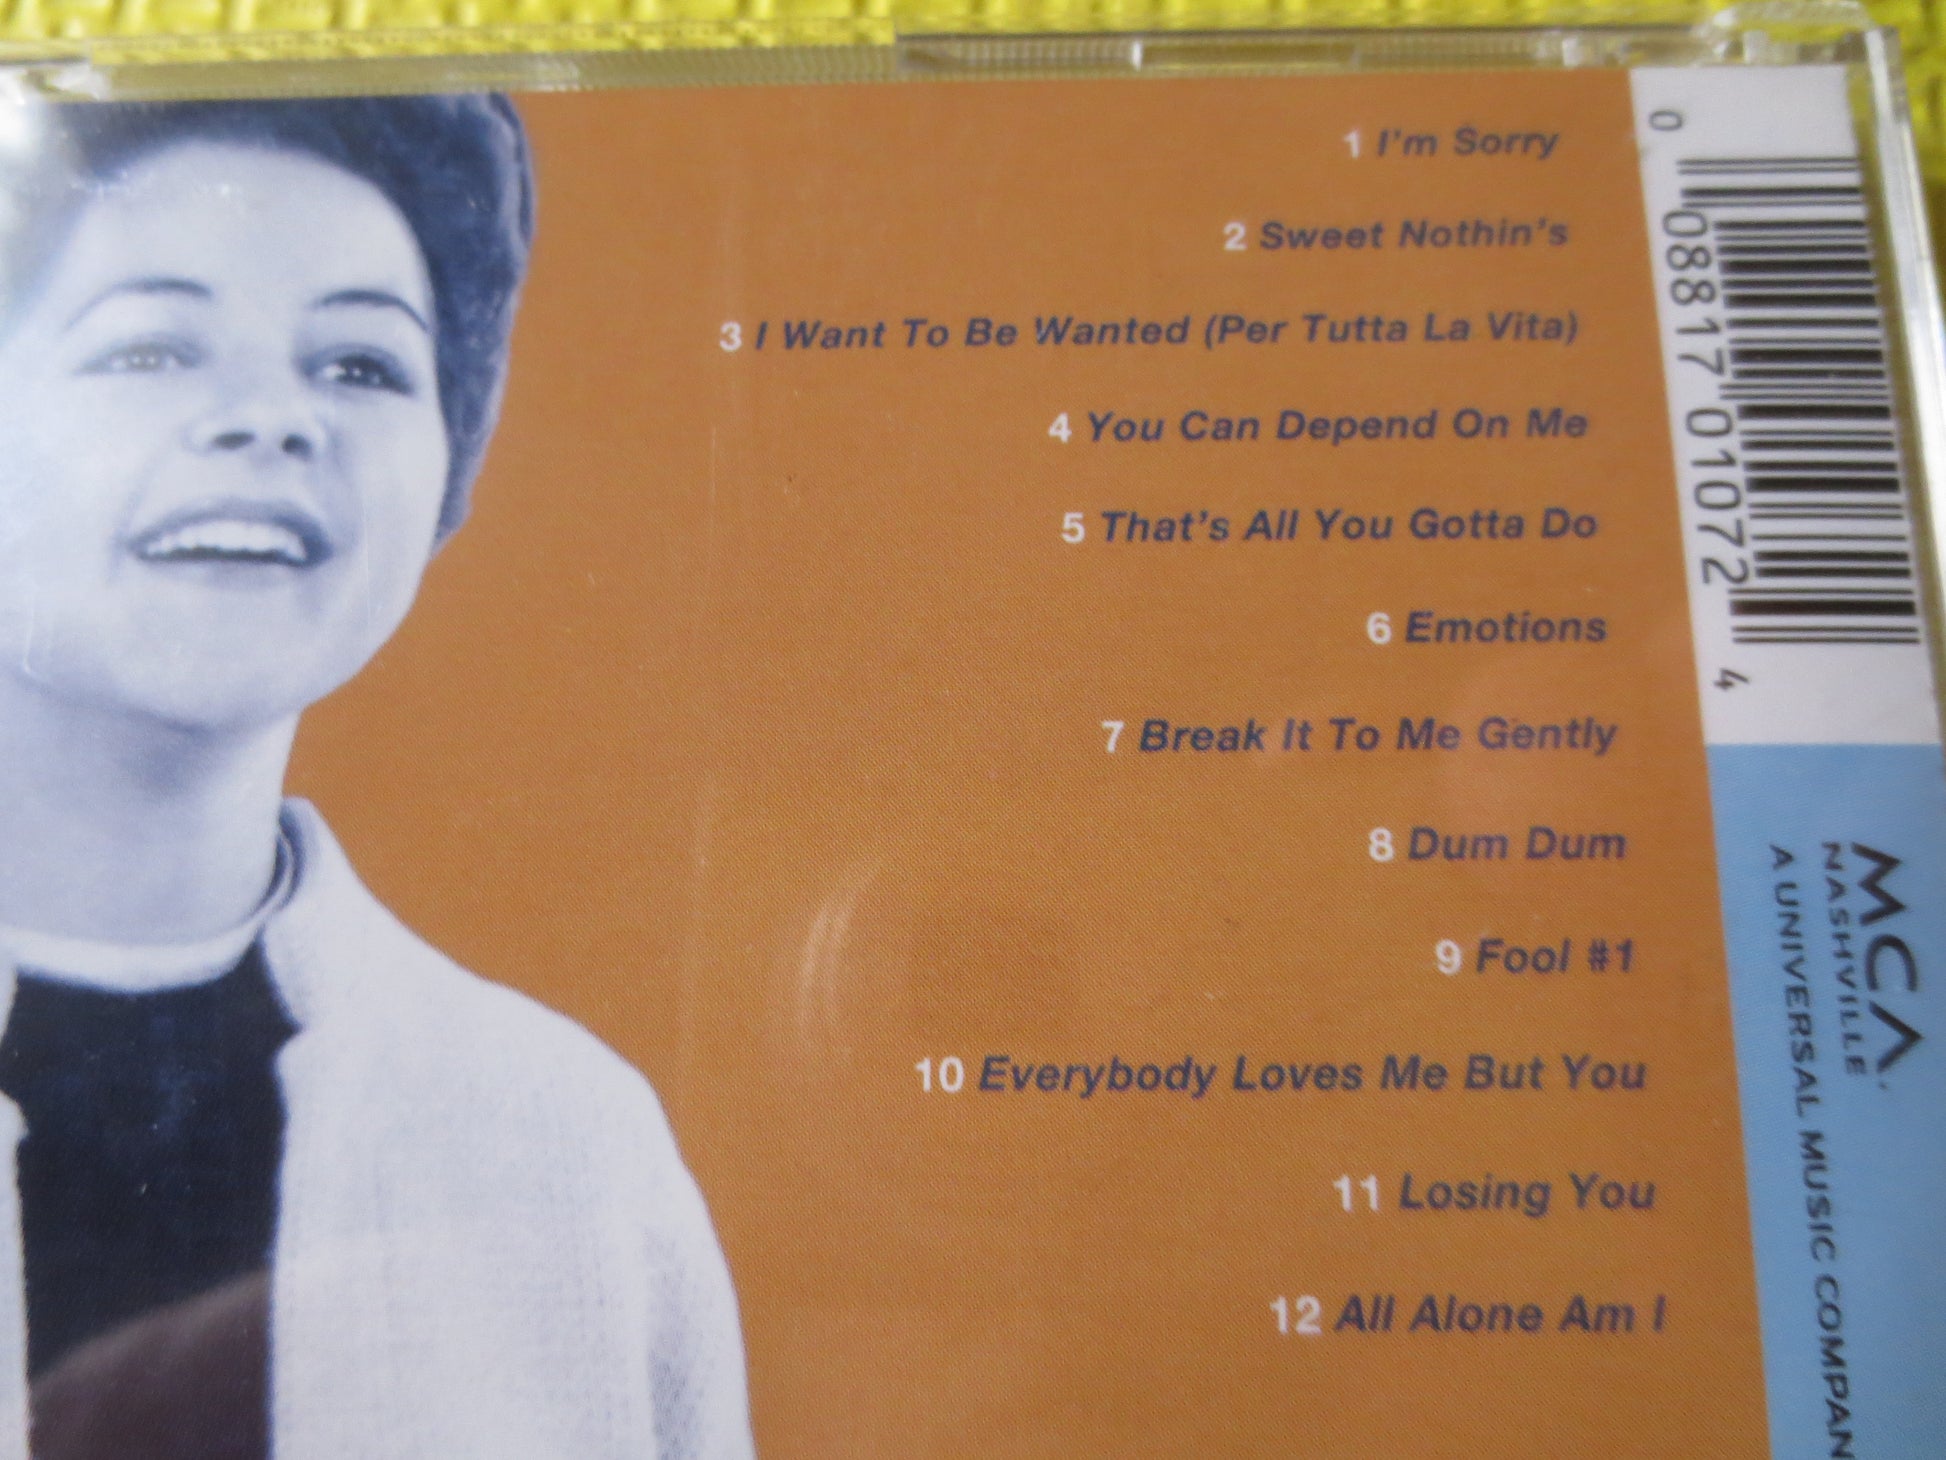 1 I'm Sorry
2 Sweet Nothin's
3 I Want To Be Wanted (Per Tutta La Vita)
4 You Can Depend On Me
5 That's All You Gotta Do
6 Emotions
7 Break It To Me Gently
8 Dum Dum
9 Fool #1
10 Everybody Loves Me But You
11 Losing You
12 All Alone Am I
0 08817 01072 4
MCA
NASHVILLE
A UNIVERSAL MUSIC COMPAN